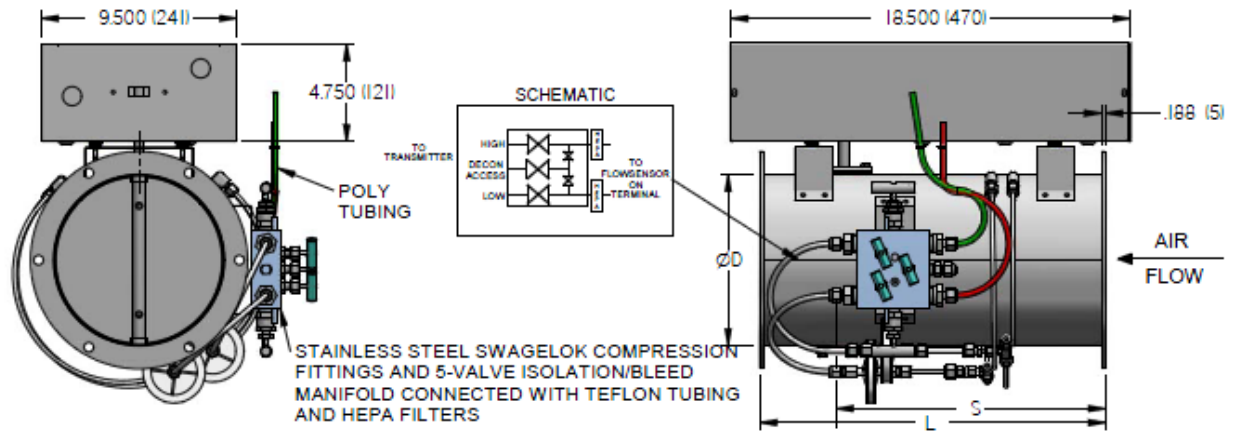 9.500 (241)
4.750 (121)
POLY
TUBING
SCHEMATIC
TO
TRANSMITTER
HIGH
DECON
ACCESS
LOW
HEPA
HEPA
TO
FLOWSENSOR
ON
TERMINAL
STAINLESS STEEL SWAGELOK COMPRESSION
FITTINGS AND 5-VALVE ISOLATION/BLEED
MANIFOLD CONNECTED WITH TEFLON TUBING
AND HEPA FILTERS
18.500 (470)
.188 (5)
ØD
AIR
FLOW
S
L